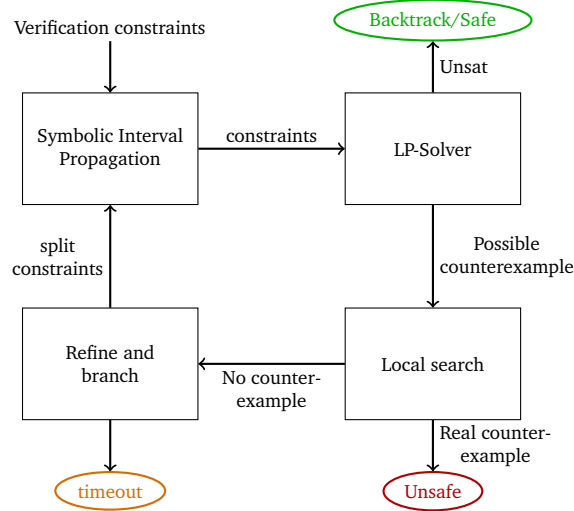 Verification constraints
Backtrack/Safe
Unsat
Symbolic Interval
Propagation
constraints
LP-Solver
split
constraints
Possible
counterexample
Refine and
branch
No counter-
example
Local search
Real counter-
example
timeout
Unsafe